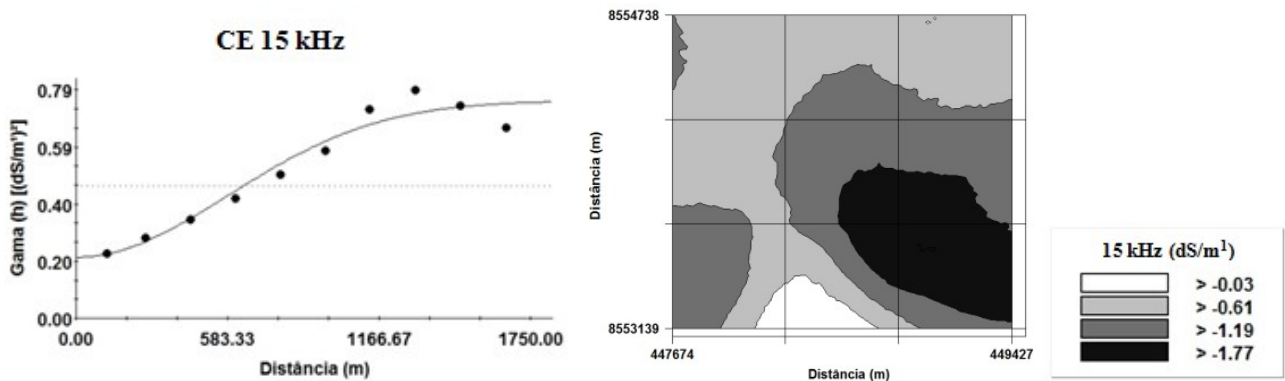 CE 15 kHz
Gama (h) [(dS/m¹)²]
0.79
0.59
0.40
0.20
0.00
0.00 583.33 1166.67 1750.00
Distância (m)
8554738
Distância (m)
8553139
447674 449427
Distância (m)
15 kHz (dS/m¹)
> -0.03
> -0.61
> -1.19
> -1.77